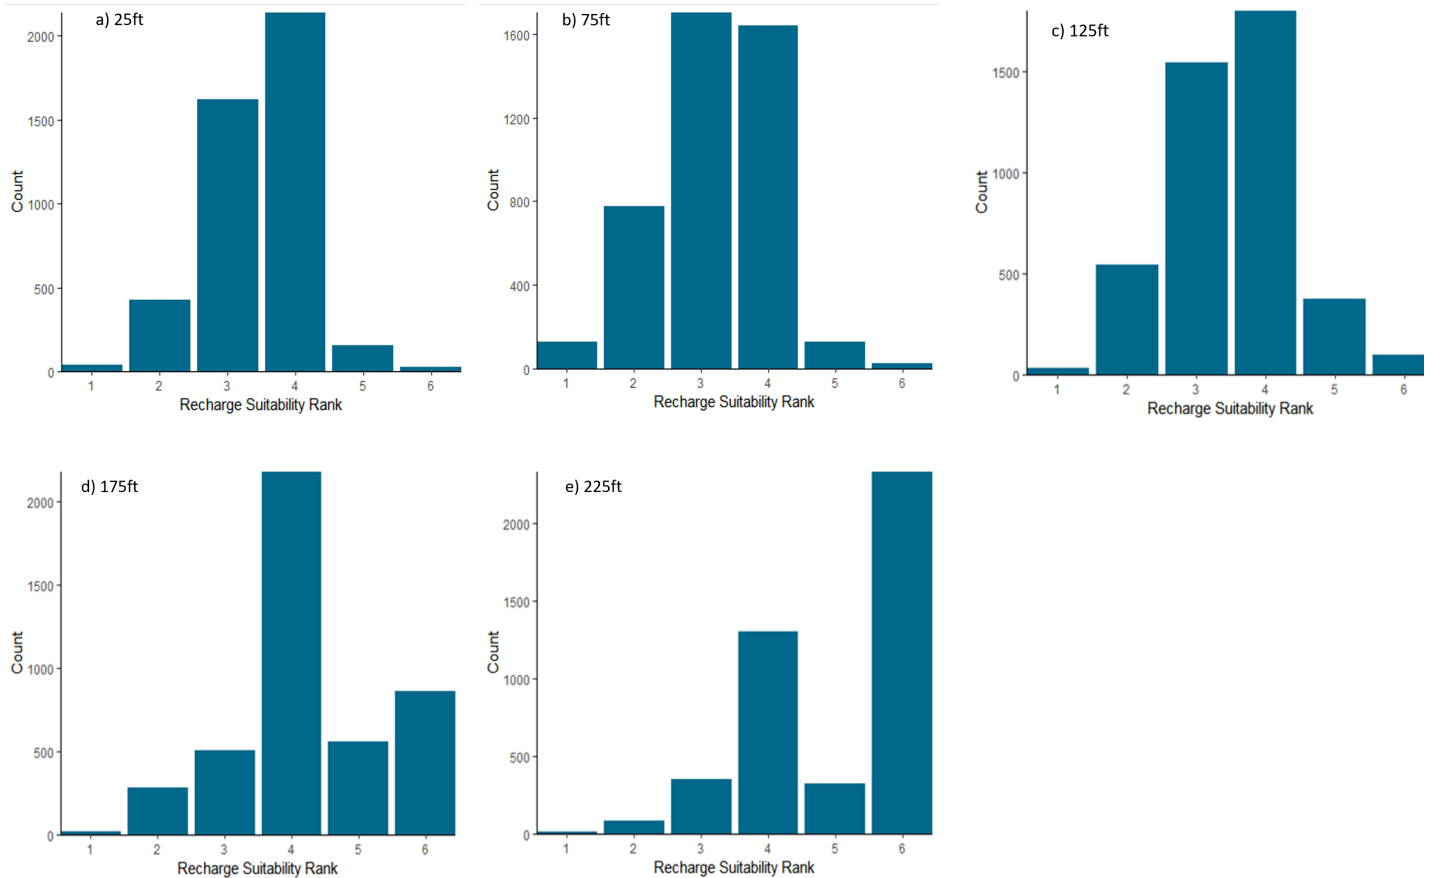 a) 25ft
2000
1500
1000
500
0
Count
1 2 3 4 5 6
Recharge Suitability Rank
b) 75ft
1600
1200
800
400
0
Count
1 2 3 4 5 6
Recharge Suitability Rank
c) 125ft
1500
1000
500
0
Count
1 2 3 4 5 6
Recharge Suitability Rank
d) 175ft
2000
1500
1000
500
0
Count
1 2 3 4 5 6
Recharge Suitability Rank
e) 225ft
2000
1500
1000
500
0
Count
1 2 3 4 5 6
Recharge Suitability Rank